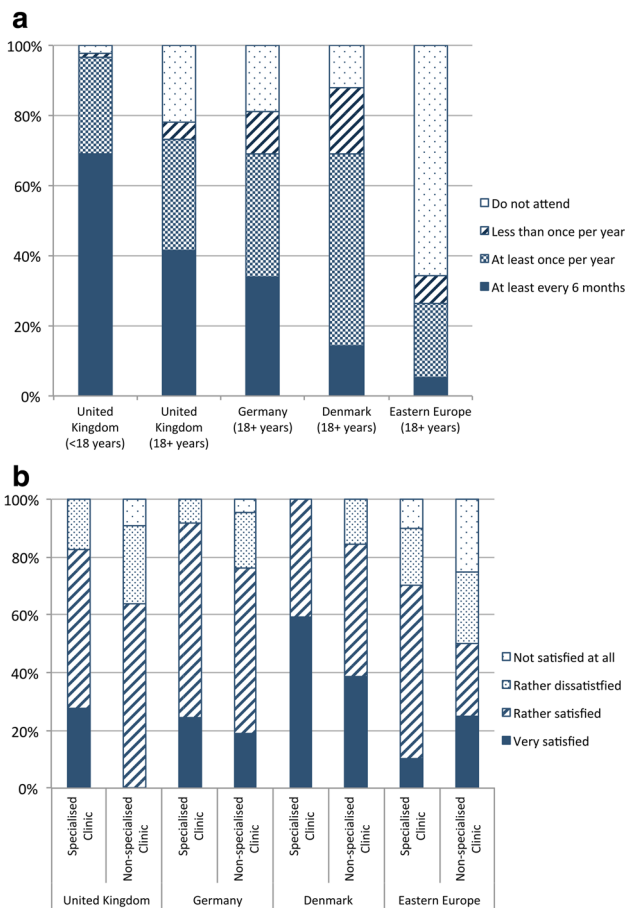 a
100%
80%
60%
40%
20%
0%
Do not attend
Less than once per year
At least once per year
At least every 6 months
United
Kingdom
(<18 years)
United
Kingdom
(18+ years)
Germany
(18+ years)
Denmark
(18+ years)
Eastern Europe
(18+ years)
b
100%
80%
60%
40%
20%
0%
Not satisfied at all
Rather dissatistfied
Rather satisfied
Very satisfied
Specialised
Clinic
Non-specialised
Clinic
Specialised
Clinic
Non-specialised
Clinic
Specialised
Clinic
Non-specialised
Clinic
Specialised
Clinic
Non-specialised
Clinic
United Kingdom
Germany
Denmark
Eastern Europe